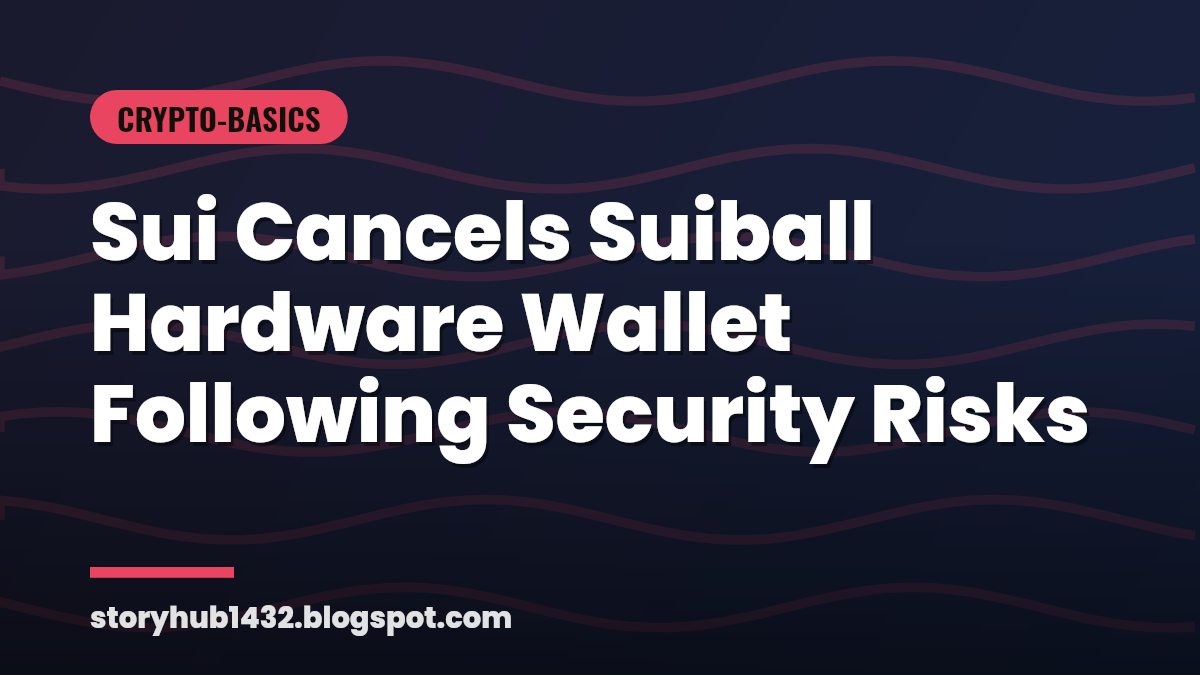 CRYPTO-BASICS
Sui Cancels Suiball
Hardware Wallet
Following Security Risks
storyhub1432.blogspot.com